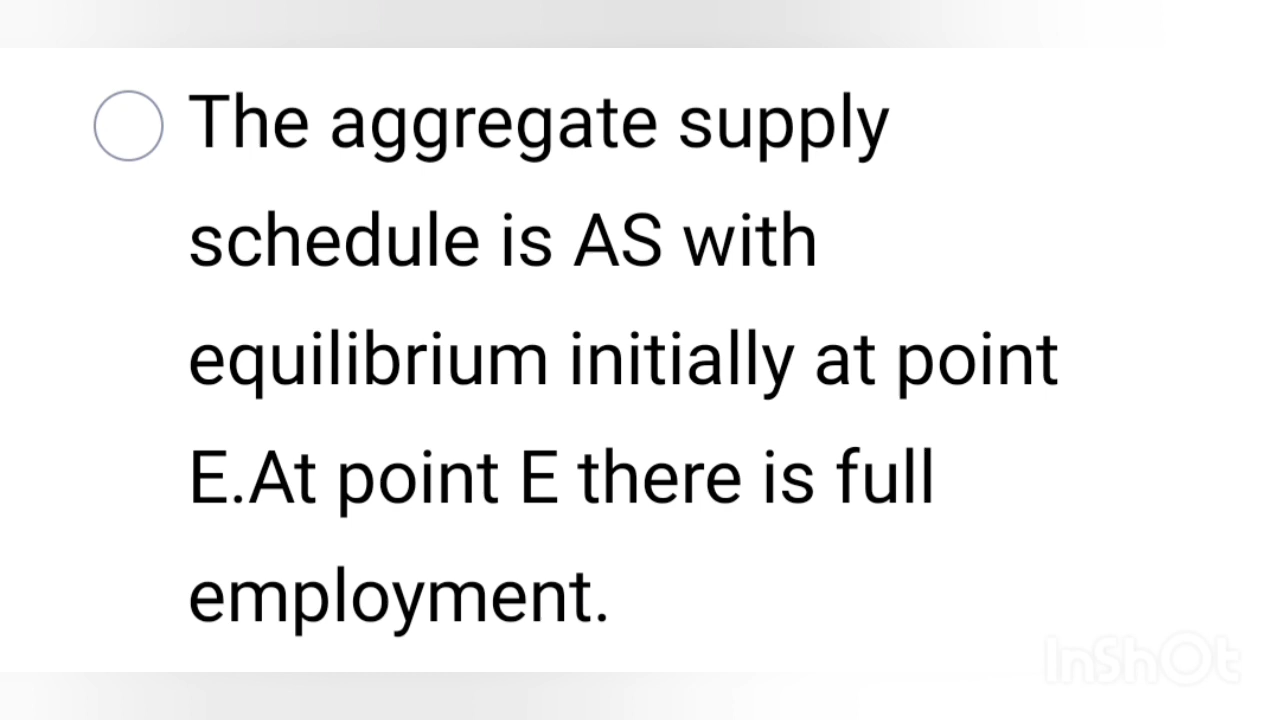 The aggregate supply
schedule is AS with
equilibrium initially at point
E.At point E there is full
employment.
InShOt